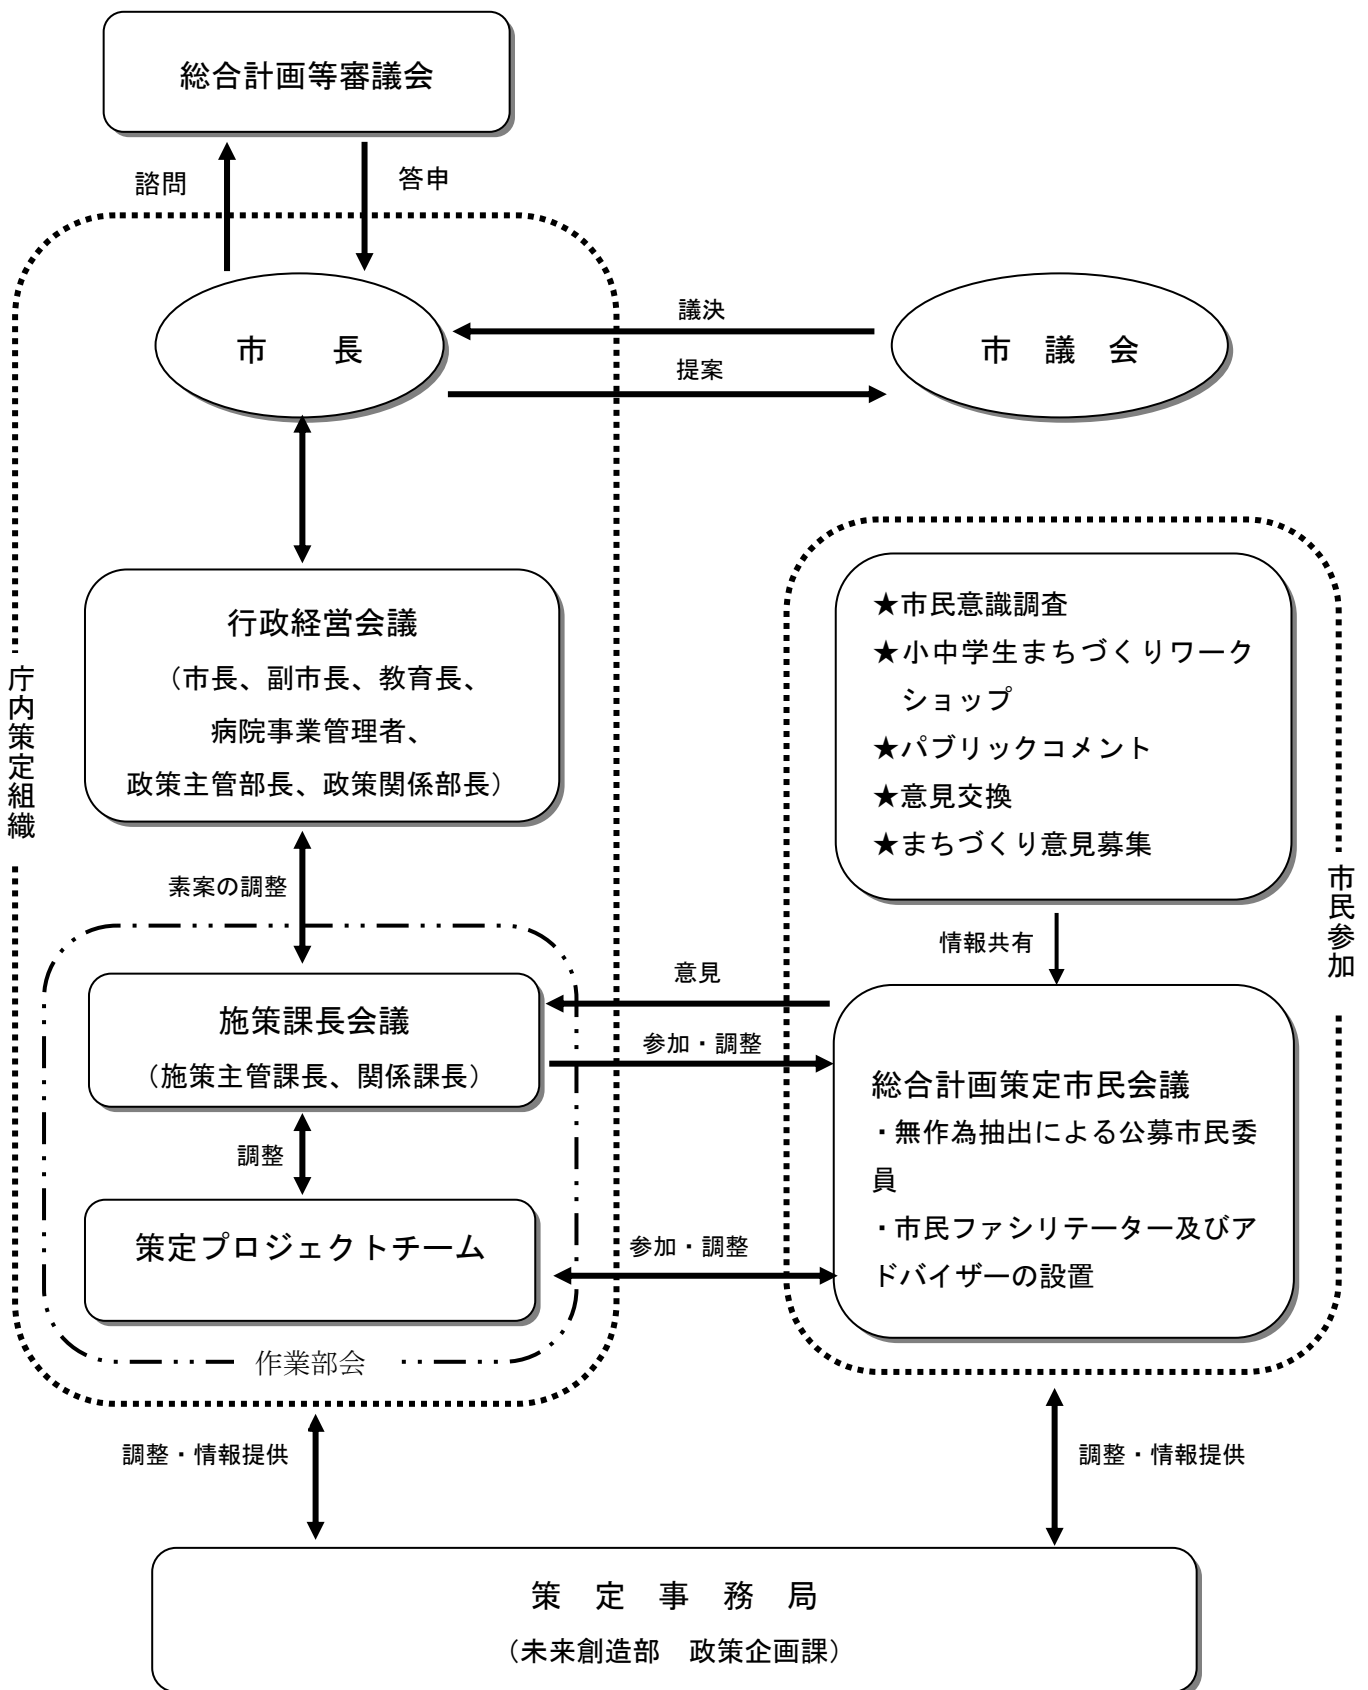 総合計画等審議会
諮問
答申
市　長
議決
提案
市　議　会
行政経営会議
（市長、副市長、教育長、
病院事業管理者、
政策主管部長、政策関係部長）
庁内策定組織
素案の調整
施策課長会議
（施策主管課長、関係課長）
調整
策定プロジェクトチーム
作業部会
意見
参加・調整
参加・調整
★市民意識調査
★小中学生まちづくりワーク
ショップ
★パブリックコメント
★意見交換
★まちづくり意見募集
市民参加
情報共有
総合計画策定市民会議
・無作為抽出による公募市民委
員
・市民ファシリテーター及びア
ドバイザーの設置
調整・情報提供
調整・情報提供
策　定　事　務　局
（未来創造部　政策企画課）